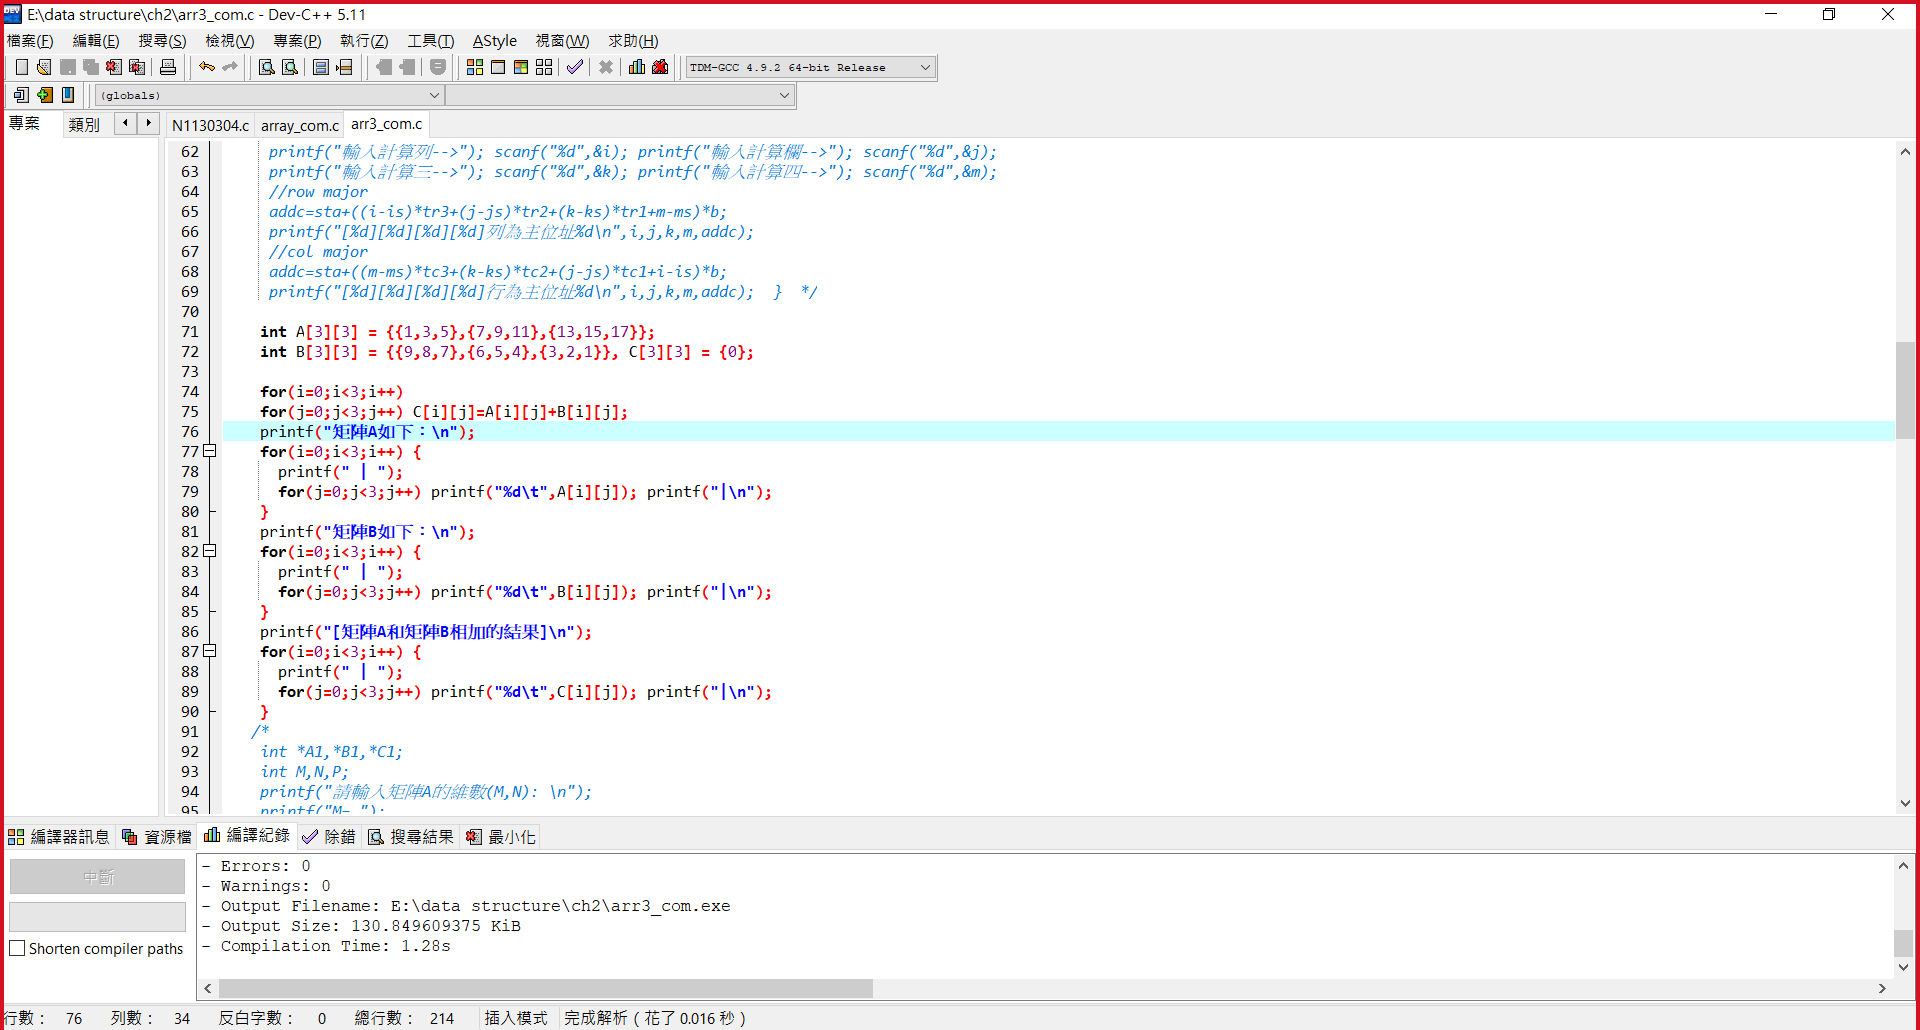 E:\data structure\ch2\arr3_com.c - Dev-C++ 5.11
檔案(F) 編輯(E) 搜尋(S) 檢視(V) 專案(P) 執行(Z) 工具(T) AStyle 視窗(W) 求助(H)
TDM-GCC 4.9.2 64-bit Release
(globals)
專案 類別 N1130304.c array_com.c arr3_com.c
62 printf("輸入計算列-->"); scanf("%d",&i); printf("輸入計算欄-->"); scanf("%d",&j);
63 printf("輸入計算三-->"); scanf("%d",&k); printf("輸入計算四-->"); scanf("%d",&m);
64 //row major
65 addc=sta+((i-is)*tr3+(j-js)*tr2+(k-ks)*tr1+m-ms)*b;
66 printf("[%d][%d][%d][%d]列為主位址%d\n",i,j,k,m,addc);
67 //col major
68 addc=sta+((m-ms)*tc3+(k-ks)*tc2+(j-js)*tc1+i-is)*b;
69 printf("[%d][%d][%d][%d]行為主位址%d\n",i,j,k,m,addc); } */
70
71 int A[3][3] = {{1,3,5},{7,9,11},{13,15,17}};
72 int B[3][3] = {{9,8,7},{6,5,4},{3,2,1}}, C[3][3] = {0};
73
74 for(i=0;i<3;i++)
75 for(j=0;j<3;j++) C[i][j]=A[i][j]+B[i][j];
76 printf("矩陣A如下：\n");
77 for(i=0;i<3;i++) {
78 printf(" | ");
79 for(j=0;j<3;j++) printf("%d\t",A[i][j]); printf("|\n");
80 }
81 printf("矩陣B如下：\n");
82 for(i=0;i<3;i++) {
83 printf(" | ");
84 for(j=0;j<3;j++) printf("%d\t",B[i][j]); printf("|\n");
85 }
86 printf("[矩陣A和矩陣B相加的結果]\n");
87 for(i=0;i<3;i++) {
88 printf(" | ");
89 for(j=0;j<3;j++) printf("%d\t",C[i][j]); printf("|\n");
90 }
91 /*
92 int *A1,*B1,*C1;
93 int M,N,P;
94 printf("請輸入矩陣A的維數(M,N): \n");
95 printf("M= ");
編譯器訊息 資源檔 編譯紀錄 除錯 搜尋結果 最小化
中斷
Shorten compiler paths
- Errors: 0
- Warnings: 0
- Output Filename: E:\data structure\ch2\arr3_com.exe
- Output Size: 130.849609375 KiB
- Compilation Time: 1.28s
行數： 76 列數： 34 反白字數： 0 總行數： 214 插入模式 完成解析 ( 花了 0.016 秒 )